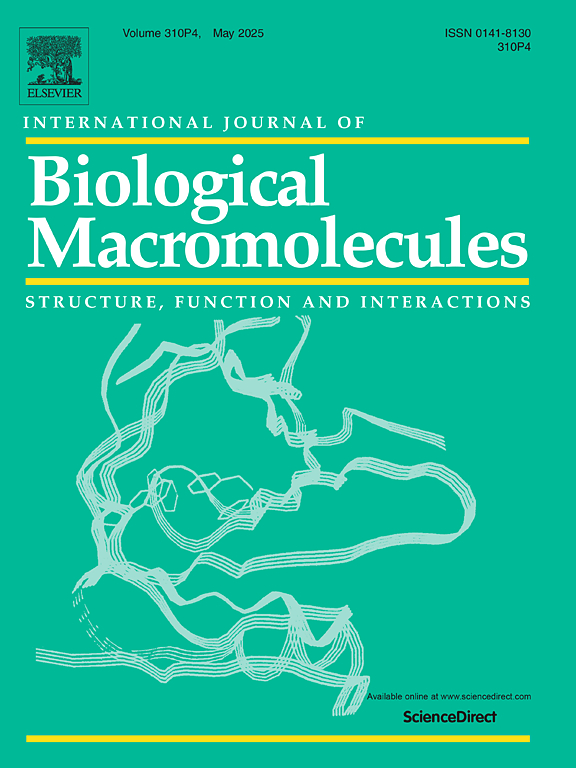 Volume 310P4, May 2025
ISSN 0141-8130
310P4
ELSEVIER
INTERNATIONAL JOURNAL OF
Biological
Macromolecules
STRUCTURE, FUNCTION AND INTERACTIONS
Available online at www.sciencedirect.com
ScienceDirect